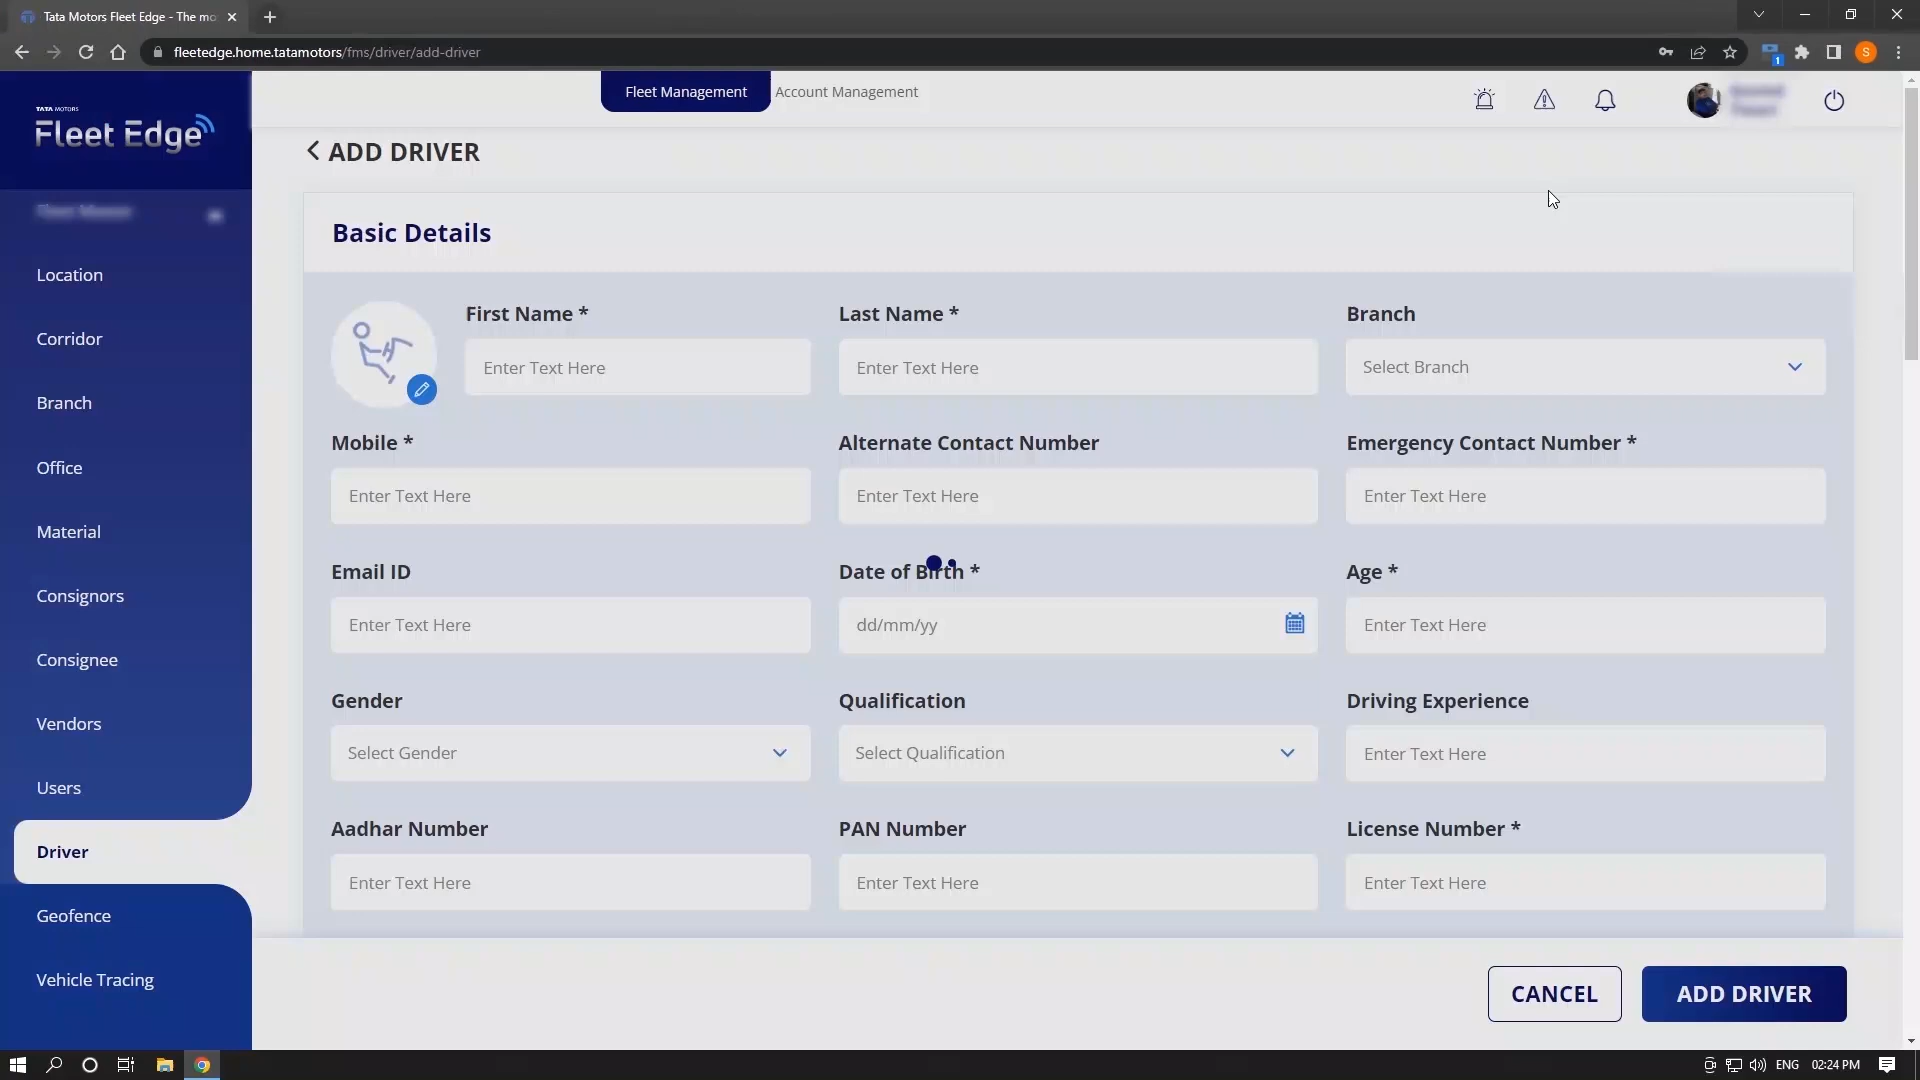 Tata Motors Fleet Edge - The mo
fleetedge.home.tatamotors/fms/driver/add-driver
1
S
TATA MOTORS
Fleet Edge
Fleet Management
Account Management
Location
Corridor
Branch
Office
Material
Consignors
Consignee
Vendors
Users
Driver
Geofence
Vehicle Tracing
ADD DRIVER
Basic Details
First Name *
Last Name *
Branch
Enter Text Here
Enter Text Here
Select Branch
Mobile *
Alternate Contact Number
Emergency Contact Number *
Enter Text Here
Enter Text Here
Enter Text Here
Email ID
Date of Birth *
Age *
Enter Text Here
dd/mm/yy
Enter Text Here
Gender
Qualification
Driving Experience
Select Gender
Select Qualification
Enter Text Here
Aadhar Number
PAN Number
License Number *
Enter Text Here
Enter Text Here
Enter Text Here
CANCEL
ADD DRIVER
ENG
02:24 PM